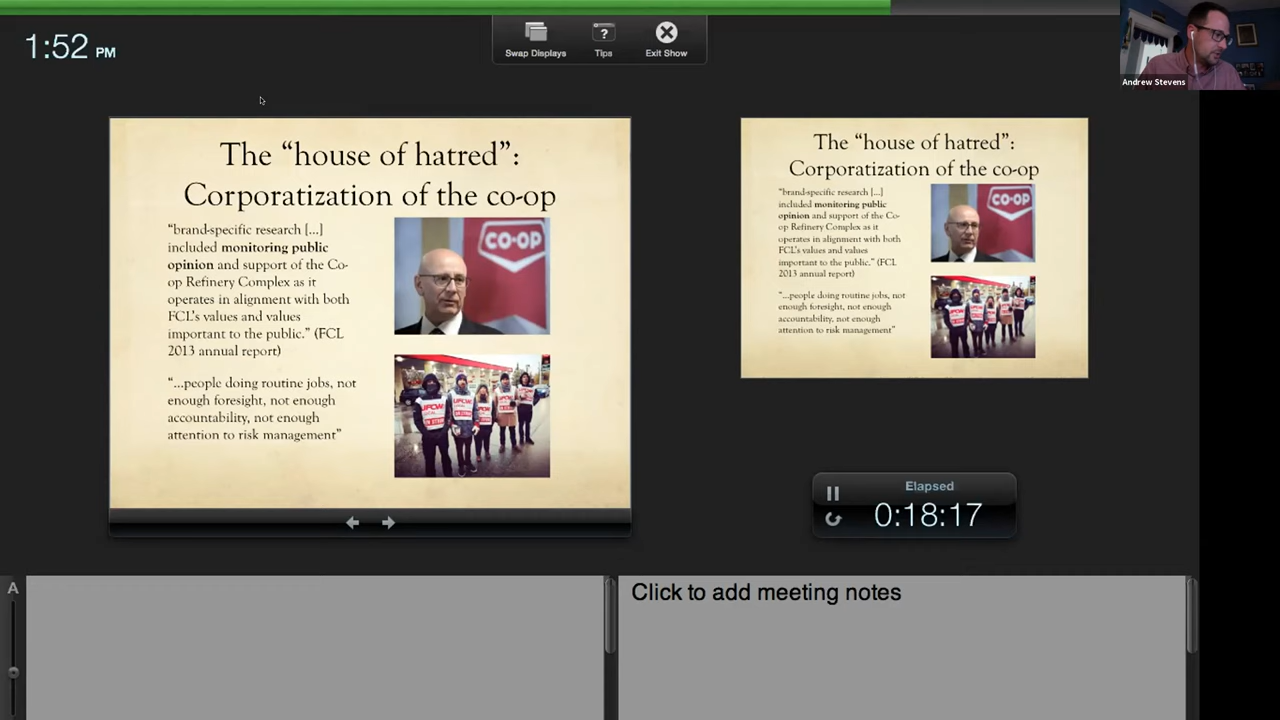 1:52 PM
Swap Displays
Tips
Exit Show
Andrew Stevens
The “house of hatred”:
Corporatization of the co-op
“brand-specific research [...]
included monitoring public
opinion and support of the Co-
op Refinery Complex as it
operates in alignment with both
FCL’s values and values
important to the public.” (FCL
2013 annual report)
“...people doing routine jobs, not
enough foresight, not enough
accountability, not enough
attention to risk management”
CO-OP
UFCW
ON STRIKE
The “house of hatred”:
Corporatization of the co-op
“brand-specific research [...]
included monitoring public
opinion and support of the Co-
op Refinery Complex as it
operates in alignment with both
FCL’s values and values
important to the public.” (FCL
2013 annual report)
“...people doing routine jobs, not
enough foresight, not enough
accountability, not enough
attention to risk management”
CO-OP
Elapsed
0:18:17
A
Click to add meeting notes